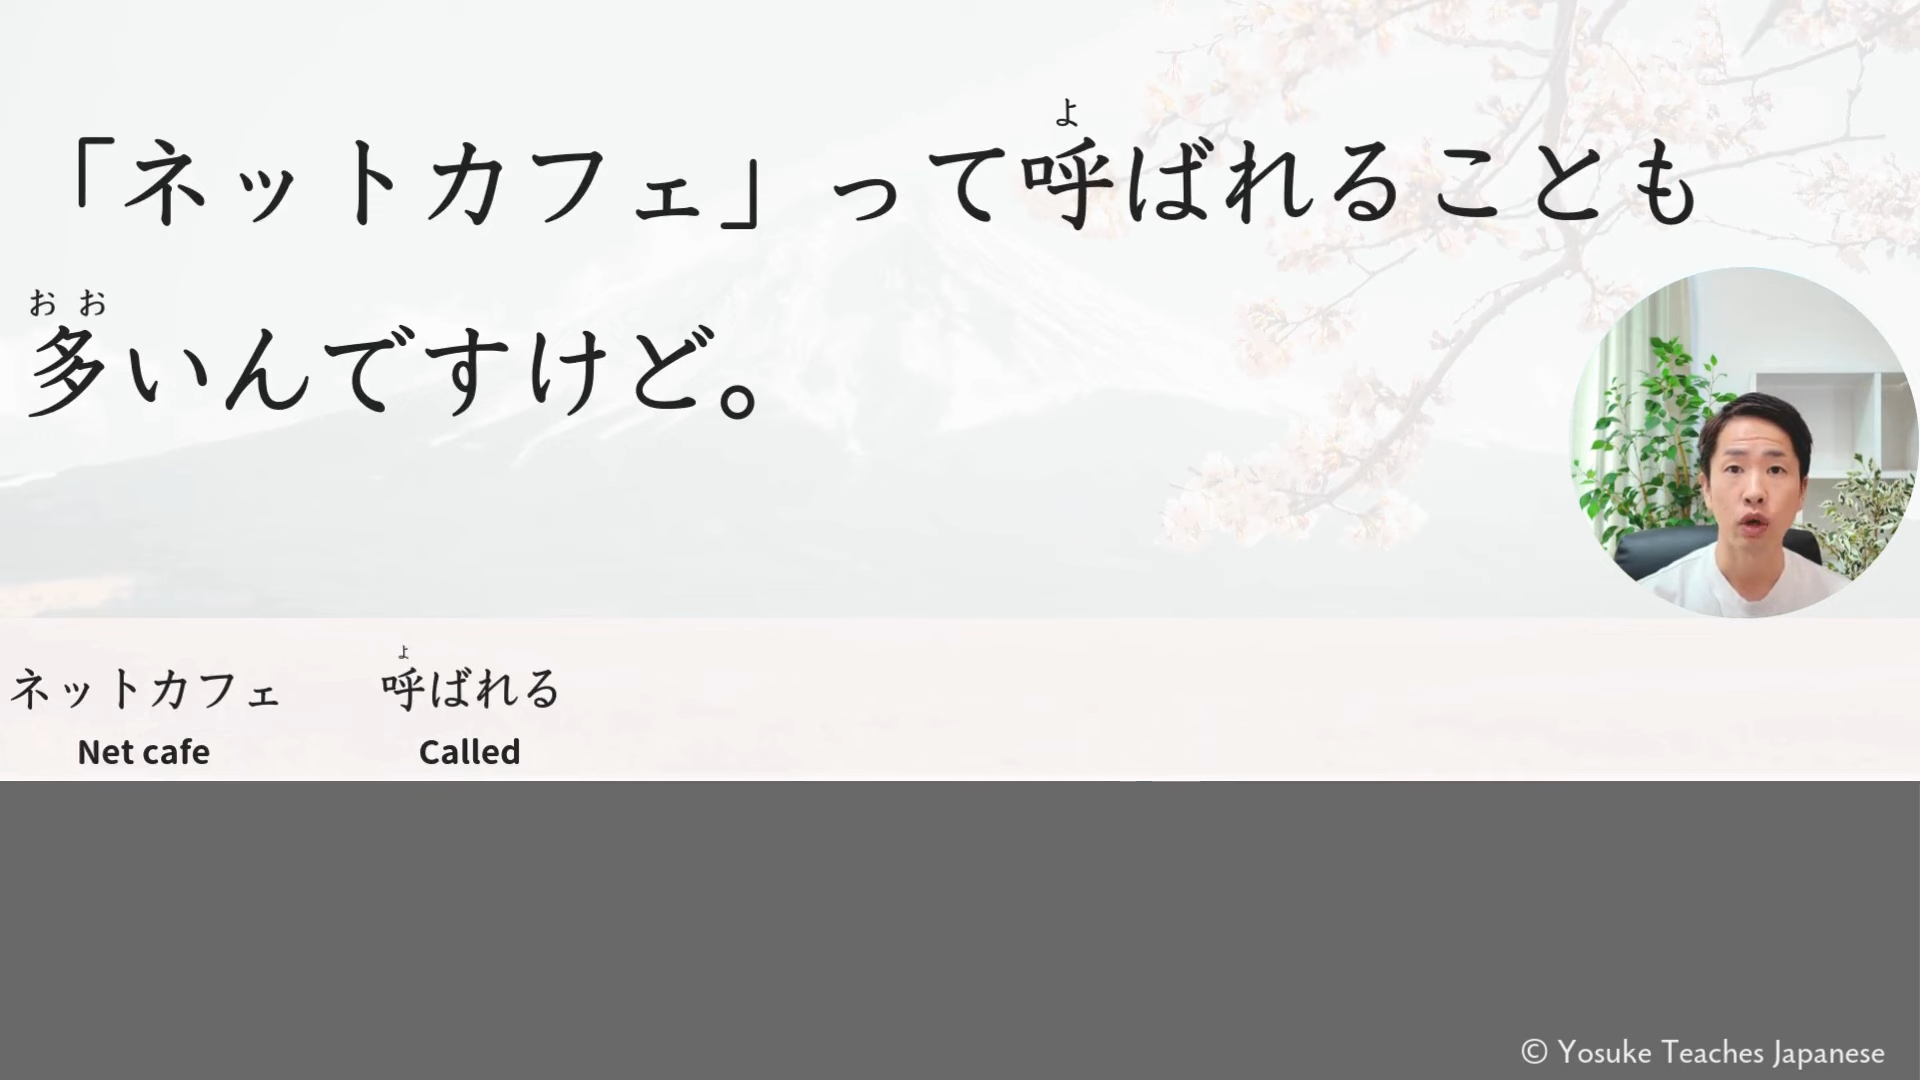 よ
「ネットカフェ」って呼ばれることも
おお
多いんですけど。
よ
ネットカフェ 呼ばれる
Net cafe Called
© Yosuke Teaches Japanese